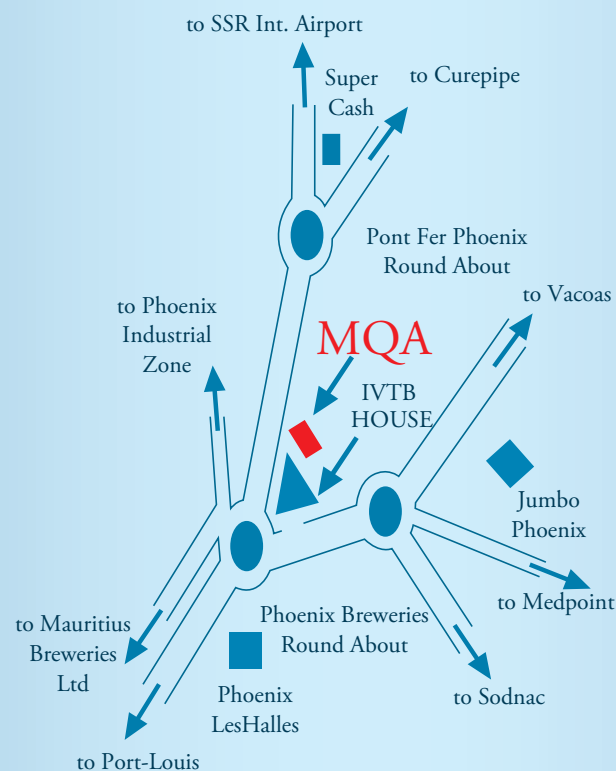 to SSR Int. Airport
Super
Cash
to Curepipe
Pont Fer Phoenix
Round About
to Vacoas
to Phoenix
Industrial
Zone
MQA
IVTB
HOUSE
Jumbo
Phoenix
to Medpoint
to Mauritius
Breweries
Ltd
Phoenix Breweries
Round About
to Sodnac
Phoenix
LesHalles
to Port-Louis